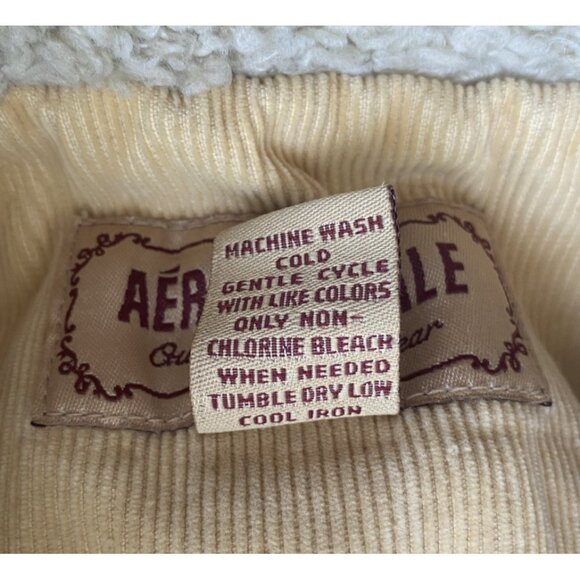 MACHINE WASH
COLD
GENTLE CYCLE
WITH LIKE COLORS
ONLY NON-
CHLORINE BLEACH
WHEN NEEDED
TUMBLE DRY LOW
COOL IRON